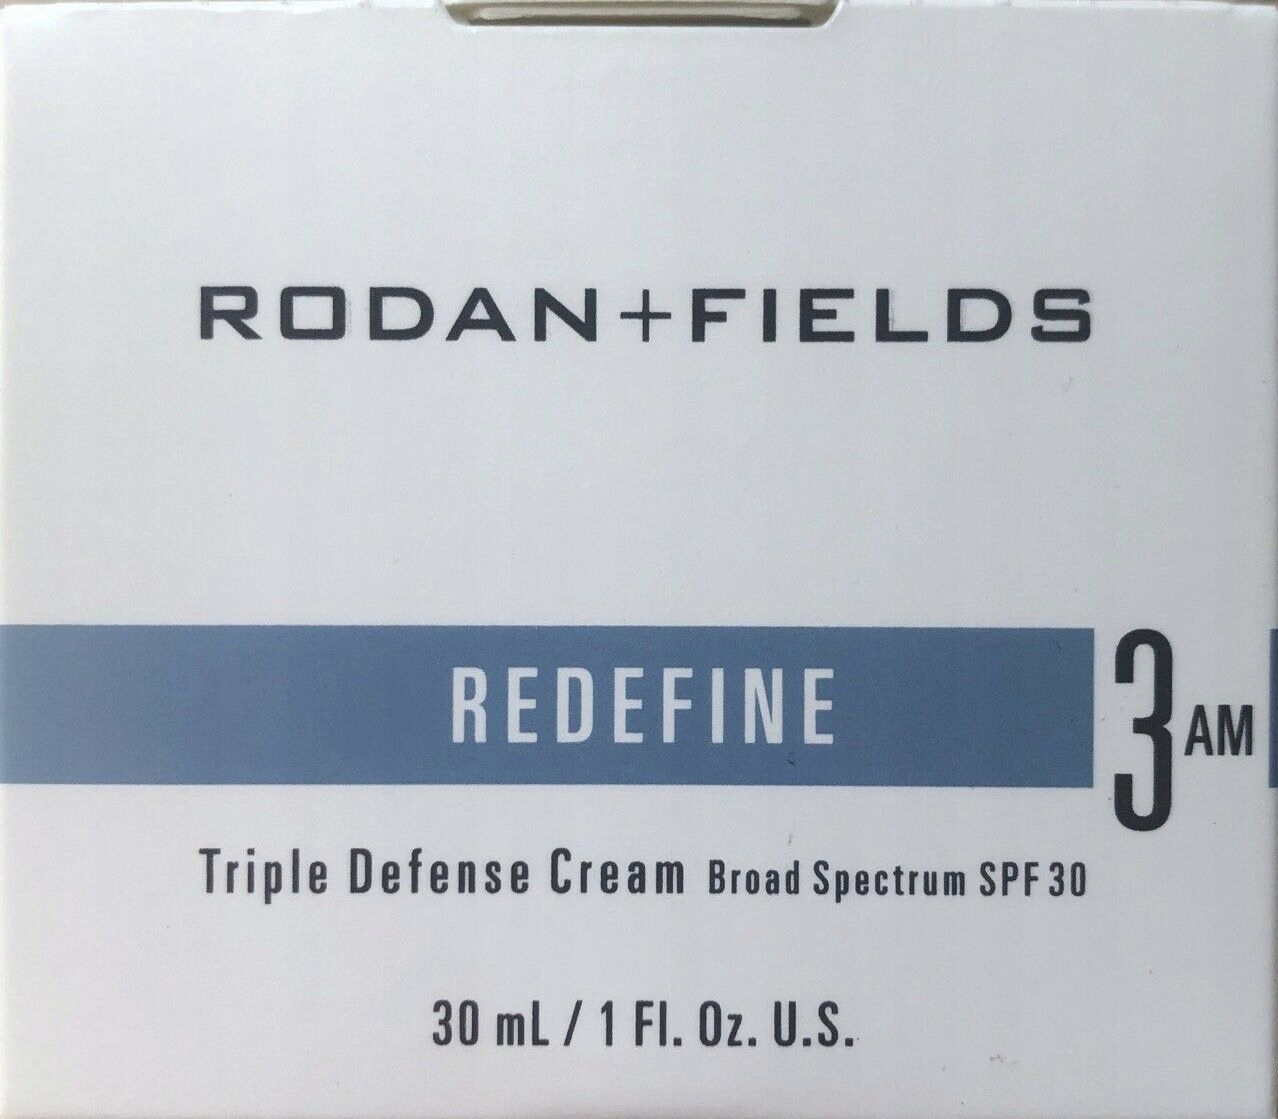 RODAN+FIELDS
REDEFINE
3 AM
Triple Defense Cream Broad Spectrum SPF 30
30 mL / 1 Fl. Oz. U.S.